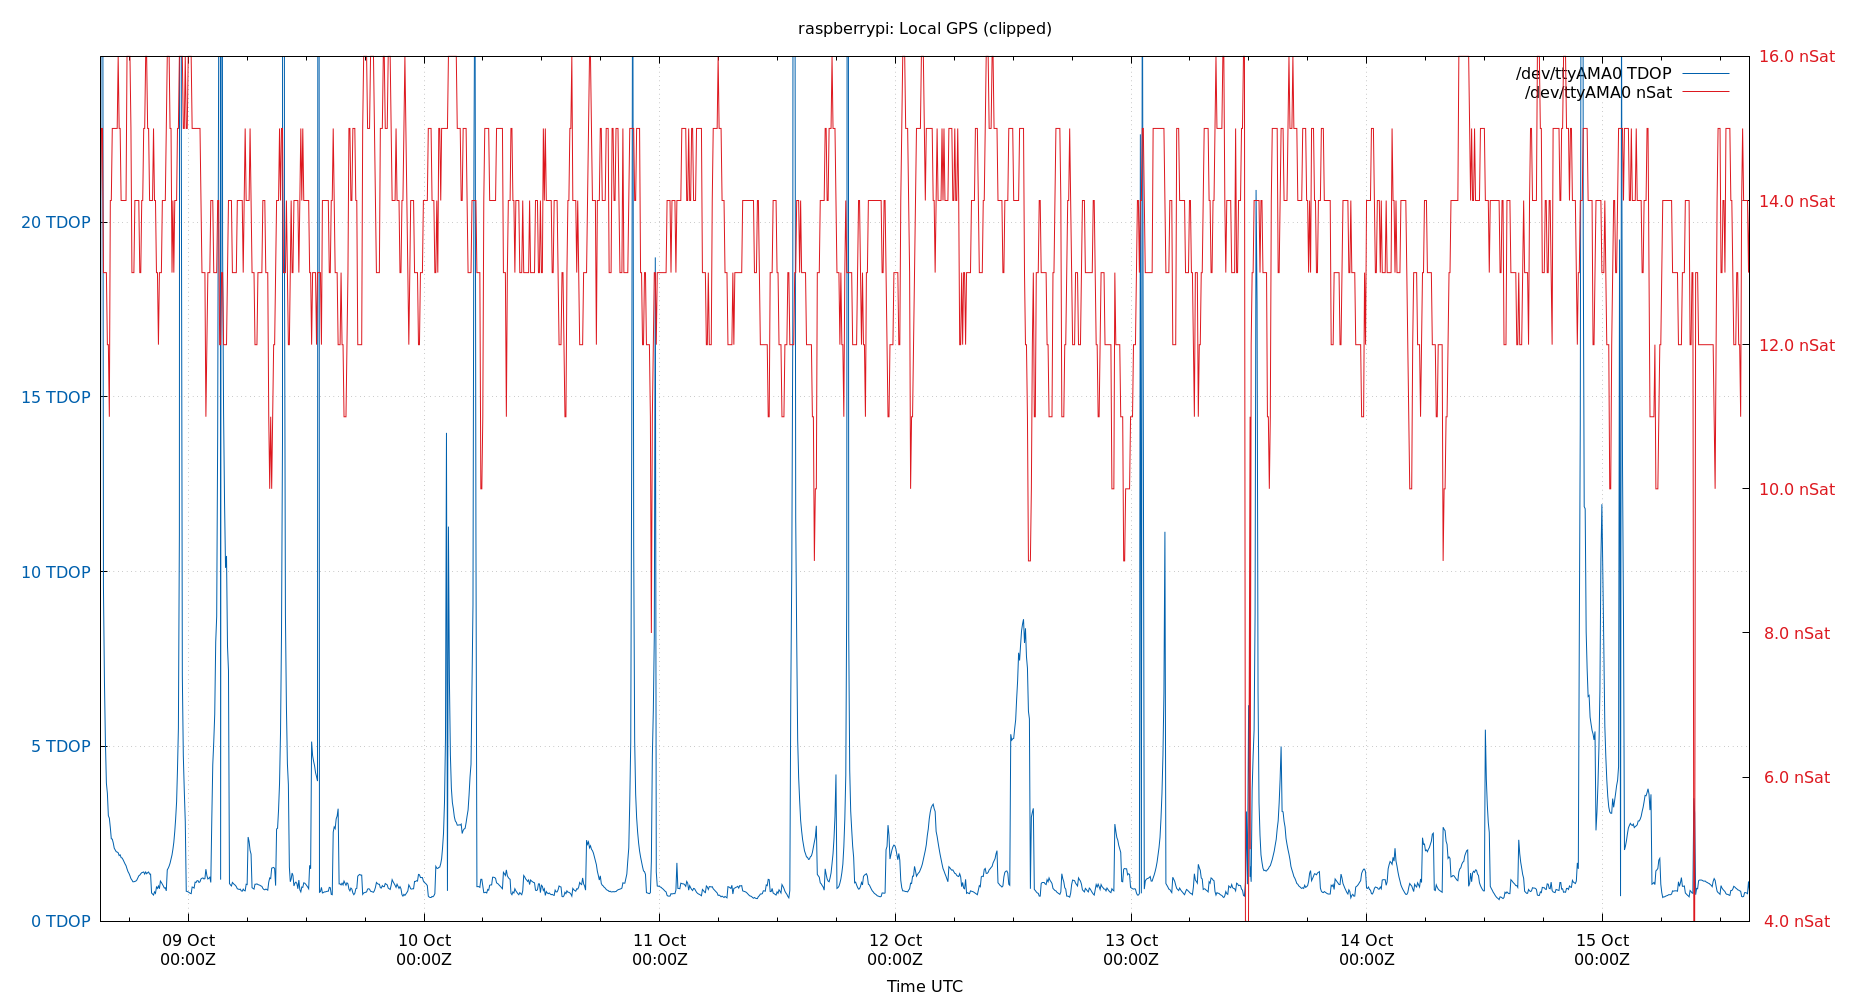 raspberrypi: Local GPS (clipped)
16.0 nSat
/dev/ttyAMA0 TDOP
/dev/ttyAMA0 nSat
14.0 nSat
20 TDOP
12.0 nSat
15 TDOP
10.0 nSat
10 TDOP
8.0 nSat
5 TDOP
6.0 nSat
0 TDOP
4.0 nSat
09 Oct 10 Oct 11 Oct 12 Oct 13 Oct 14 Oct 15 Oct
00:00Z 00:00Z 00:00Z 00:00Z 00:00Z 00:00Z 00:00Z
Time UTC